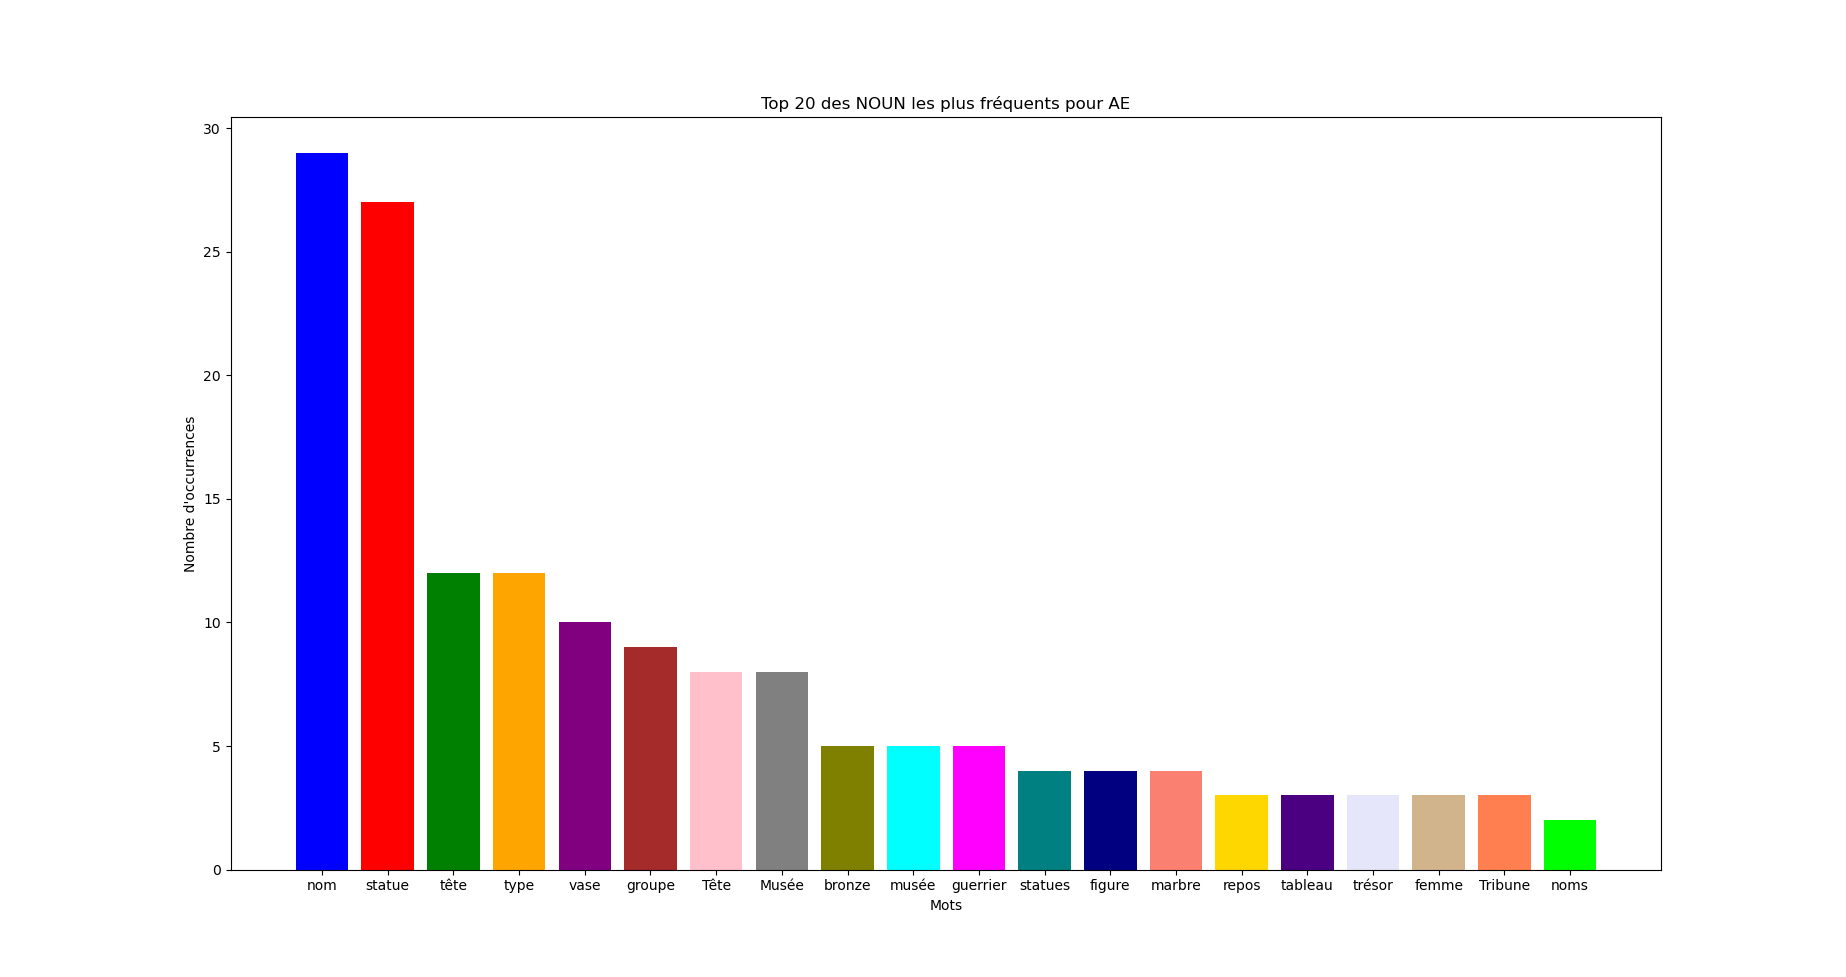 Top 20 des NOUN les plus fréquents pour AE
30
25
20
15
10
5
0
Nombre d'occurrences
nom statue tête type vase groupe Tête Musée bronze musée guerrier statues figure marbre repos tableau trésor femme Tribune noms
Mots